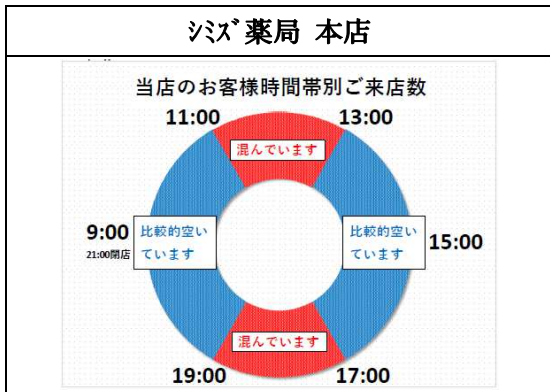 ｼﾐｽﾞ薬局 本店
当店のお客様時間帯別ご来店数
11:00
13:00
混んでいます
9:00
21:00閉店
比較的空い
ています
比較的空い
ています
15:00
混んでいます
19:00
17:00